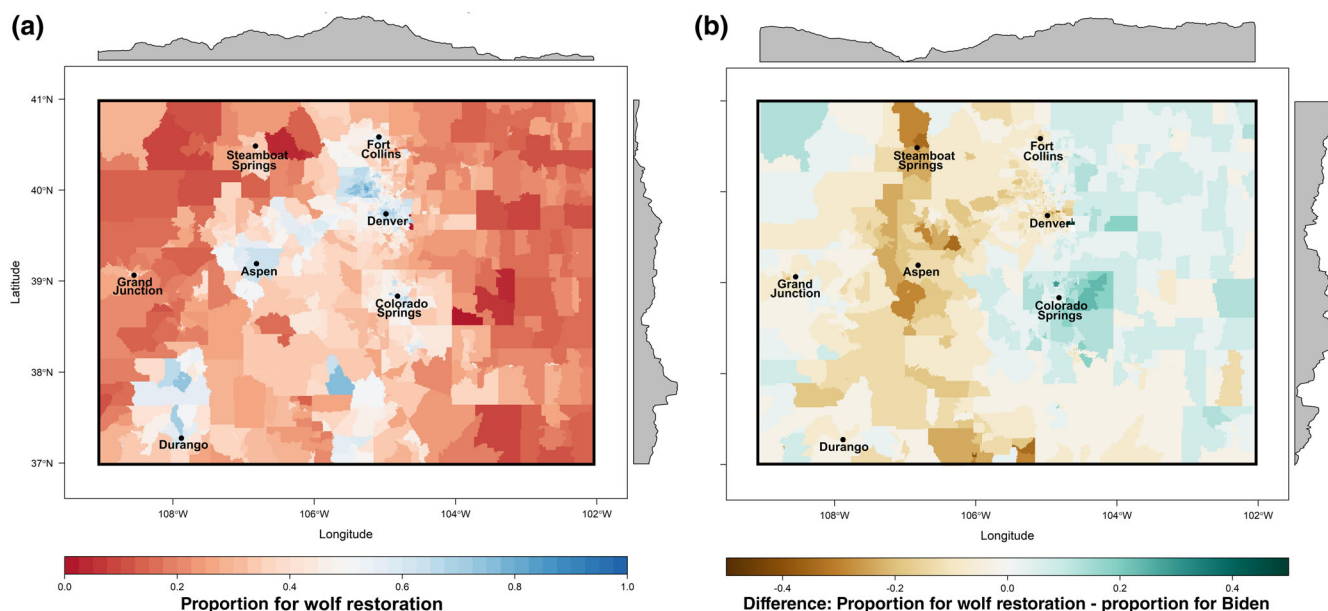 (a)
41°N
40°N
39°N
38°N
37°N
Latitude
Steamboat
Springs
Fort
Collins
Denver
Aspen
Grand
Junction
Colorado
Springs
Durango
108°W
106°W
104°W
102°W
Longitude
0.0
0.2
0.4
0.6
0.8
1.0
Proportion for wolf restoration
(b)
Steamboat
Springs
Fort
Collins
Denver
Aspen
Grand
Junction
Colorado
Springs
Durango
108°W
106°W
104°W
102°W
Longitude
-0.4
-0.2
0.0
0.2
0.4
Difference: Proportion for wolf restoration - proportion for Biden